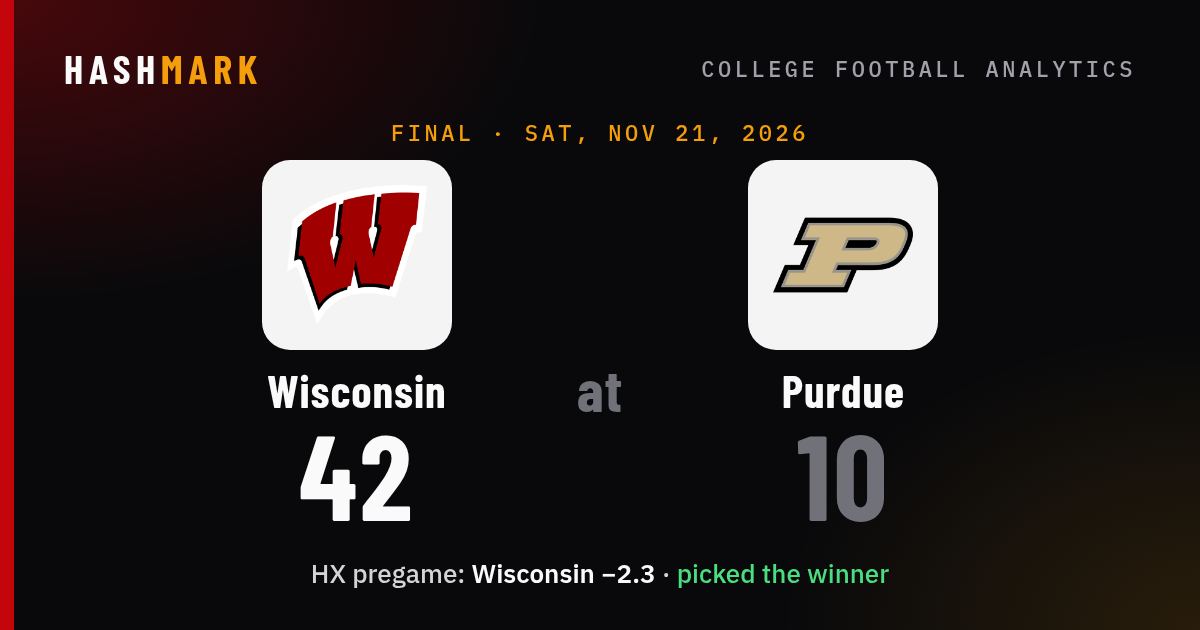 HASHMARK
COLLEGE FOOTBALL ANALYTICS
FINAL · SAT, NOV 21, 2026
W
P
Wisconsin at Purdue
42 10
HX pregame: Wisconsin −2.3 · picked the winner